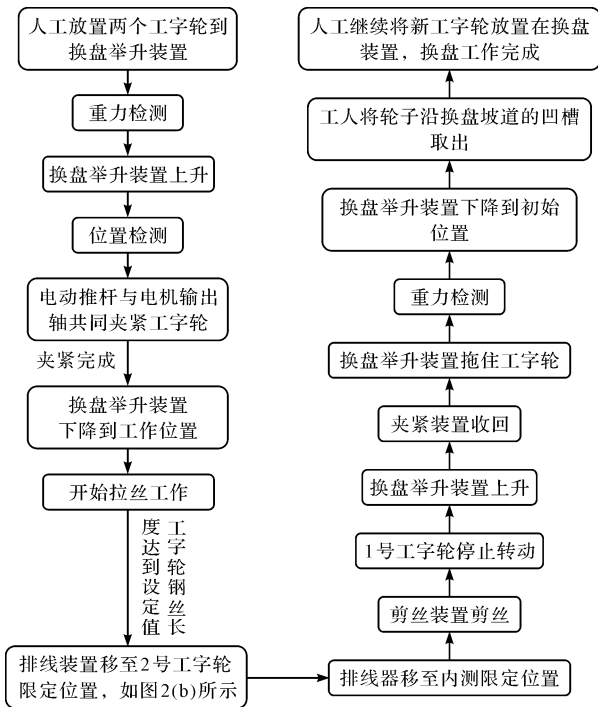 人工放置两个工字轮到
换盘举升装置
重力检测
换盘举升装置上升
位置检测
电动推杆与电机输出
轴共同夹紧工字轮
夹紧完成
换盘举升装置
下降到工作位置
开始拉丝工作
工字轮钢丝长
度达到设定值
排线装置移至2号工字轮
限定位置，如图2(b)所示
排线器移至内测限定位置
剪丝装置剪丝
1号工字轮停止转动
换盘举升装置上升
夹紧装置收回
换盘举升装置拖住工字轮
重力检测
换盘举升装置下降到初始
位置
工人将轮子沿换盘坡道的凹槽
取出
人工继续将新工字轮放置在换盘
装置，换盘工作完成